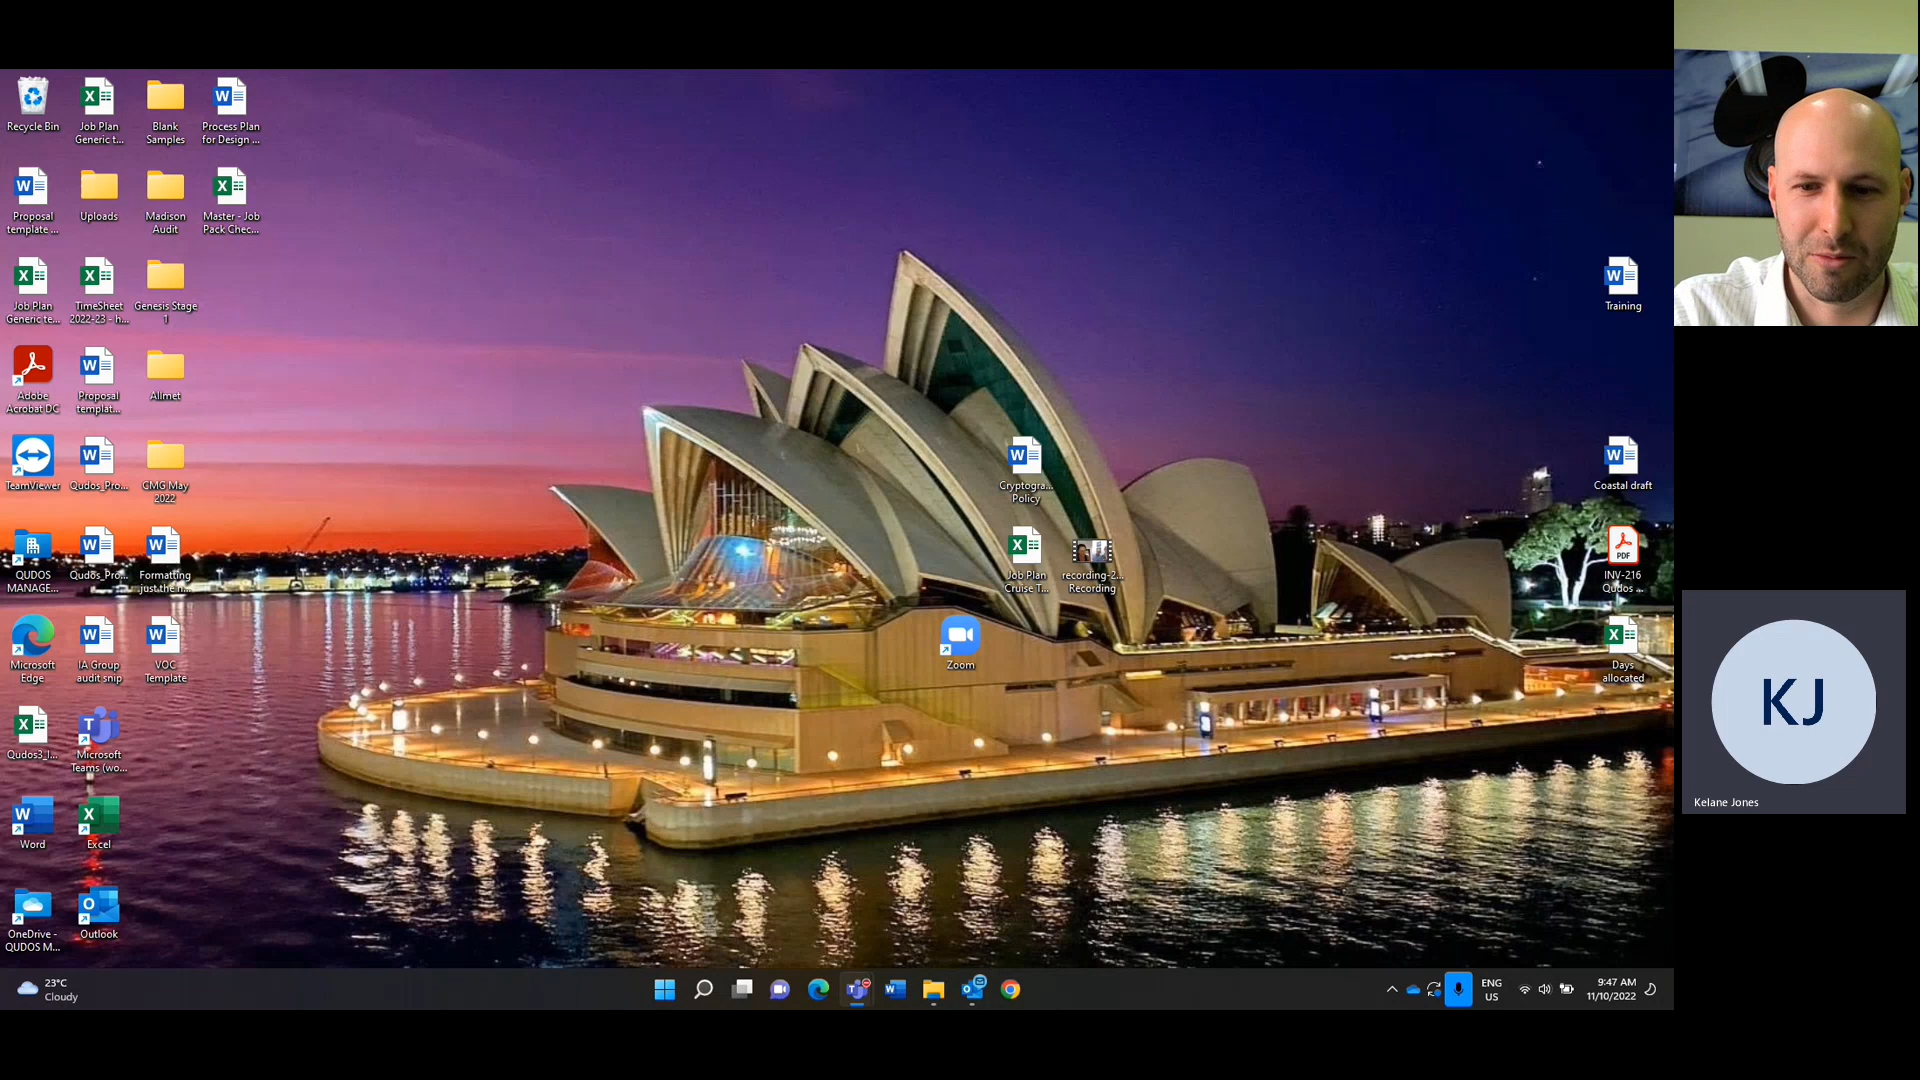 Recycle Bin
Job Plan
Generic t...
Blank
Samples
Process Plan
for Design ...
Proposal
template ...
Uploads
Madison
Audit
Master - Job
Pack Chec...
Job Plan
Generic te...
TimeSheet
2022-23 - h...
Genesis Stage
1
Training
Adobe
Acrobat DC
Proposal
templat...
Allmet
TeamViewer
Qudos_Pro...
CMG May
2022
Cryptogra...
Policy
Coastal draft
QUDOS
MANAGE...
Qudos_Pro...
Formatting
just the n...
Job Plan
Cruise T...
recording-2...
Recording
PDF
INV-216
Qudos ...
Microsoft
Edge
IA Group
audit snip
VOC
Template
Zoom
Days
allocated
Qudos3_I...
Microsoft
Teams (wo...
Word
Excel
OneDrive -
QUDOS M...
Outlook
KJ
Kelane Jones
23°C
Cloudy
ENG
US
9:47 AM
11/10/2022